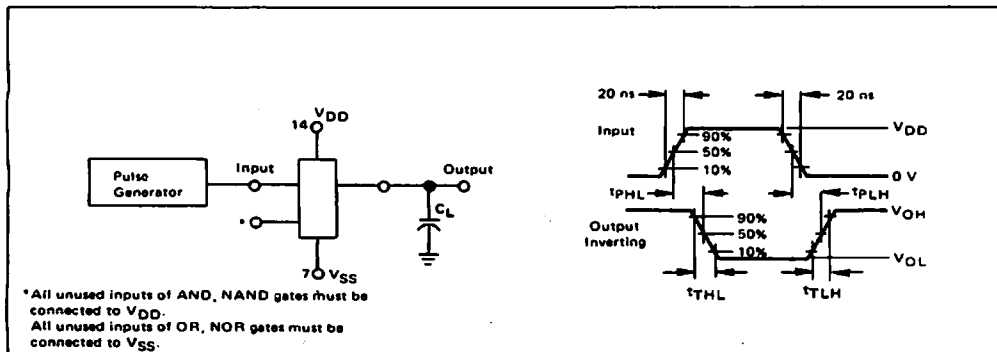 14 VDD
Pulse
Generator
Input
Output
*
CL
7 VSS
*All unused inputs of AND, NAND gates must be
connected to VDD.
All unused inputs of OR, NOR gates must be
connected to VSS.
20 ns
20 ns
Input
VDD
90%
50%
10%
0 V
tPHL
tPLH
Output
Inverting
90%
50%
10%
VOH
VOL
tTHL
tTLH